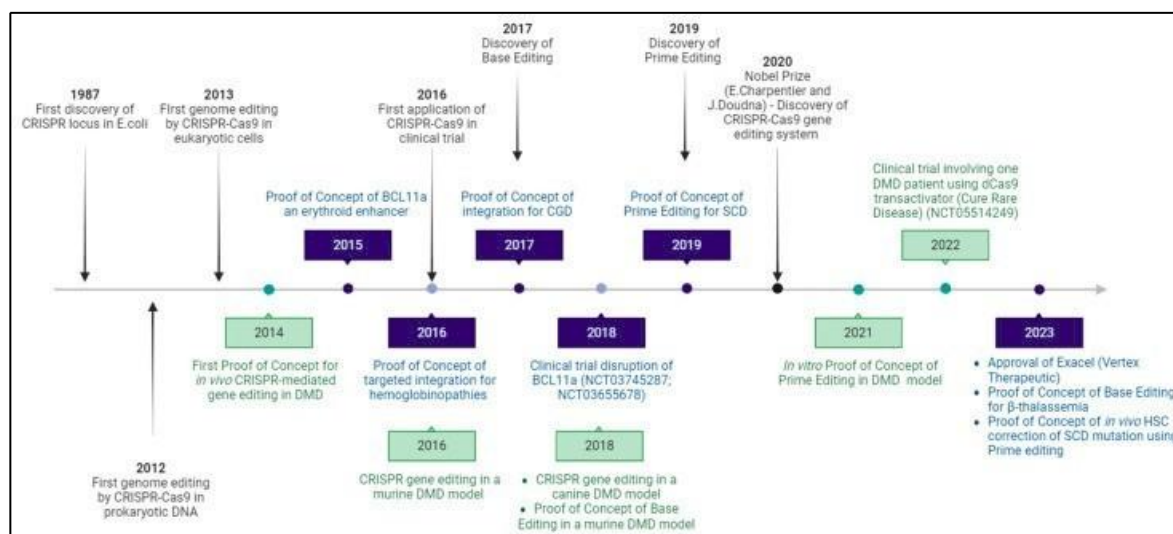 1987
First discovery of
CRISPR locus in E.coli
2013
First genome editing
by CRISPR-Cas9 in
eukaryotic cells
2016
First application of
CRISPR-Cas9 in
clinical trial
2017
Discovery of
Base Editing
2019
Discovery of
Prime Editing
2020
Nobel Prize
(E.Charpentier and
J.Doudna) - Discovery of
CRISPR-Cas9 gene
editing system
Proof of Concept of BCL11a
an erythroid enhancer
2015
Proof of Concept of
integration for CGD
2017
Proof of Concept of
Prime Editing for SCD
2019
Clinical trial involving one
DMD patient using dCas9
transactivator (Cure Rare
Disease) (NCT05514249)
2022
2014
First Proof of Concept for
in vivo CRISPR-mediated
gene editing in DMD
2016
Proof of Concept of
targeted integration for
hemoglobinopathies
2018
Clinical trial disruption of
BCL11a (NCT03745287;
NCT03655678)
2021
In vitro Proof of Concept of
Prime Editing in DMD model
2023
• Approval of Exacel (Vertex
Therapeutic)
• Proof of Concept of Base Editing
for β-thalassemia
• Proof of Concept of in vivo HSC
correction of SCD mutation using
Prime editing
2012
First genome editing
by CRISPR-Cas9 in
prokaryotic DNA
2016
CRISPR gene editing in a
murine DMD model
2018
• CRISPR gene editing in a
canine DMD model
• Proof of Concept of Base
Editing in a murine DMD model